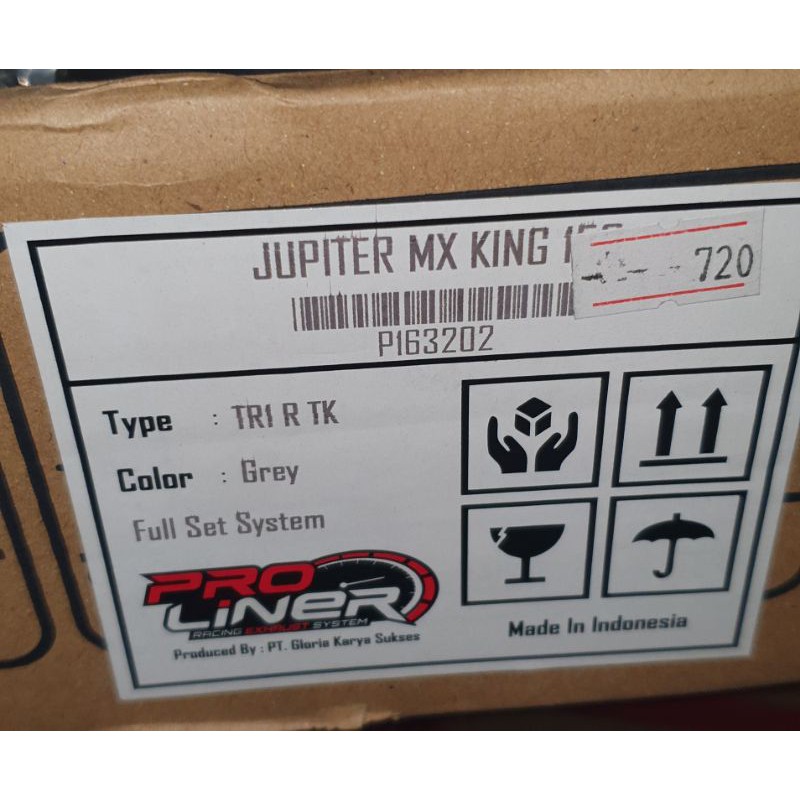 JUPITER MX KING
720
P163202
Type : TR1 R TK
Color : Grey
Full Set System
PRO
LINER
RACING EXHAUST SYSTEM
Produced By : PT. Gloria Karya Sukses
Made In Indonesia